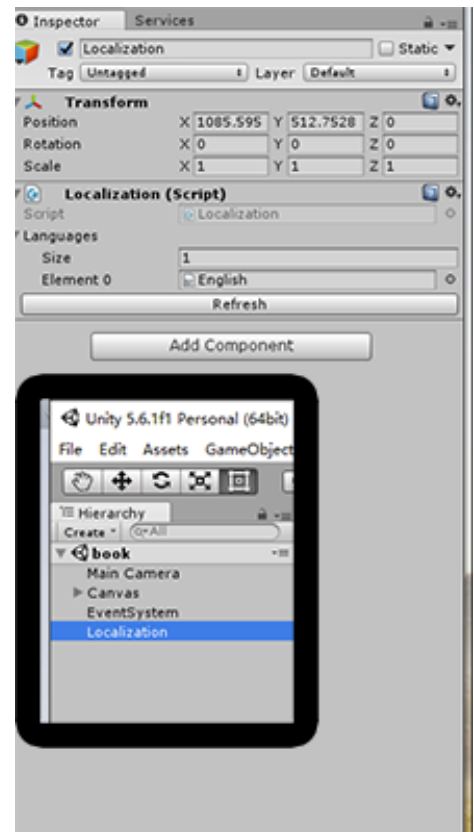 Inspector Services
Localization Static
Tag Untagged Layer Default
Transform
Position X 1085.595 Y 512.7528 Z 0
Rotation X 0 Y 0 Z 0
Scale X 1 Y 1 Z 1
Localization (Script)
Script Localization
Languages
Size 1
Element 0 English
Refresh
Add Component
Unity 5.6.1f1 Personal (64bit)
File Edit Assets GameObject
Hierarchy
Create All
book
Main Camera
Canvas
EventSystem
Localization